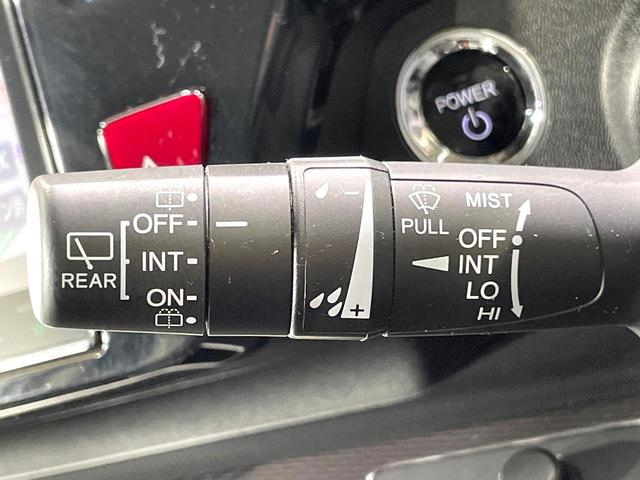 POWER
OFF
INT
ON
REAR
-
+
PULL
MIST
OFF
INT
LO
HI